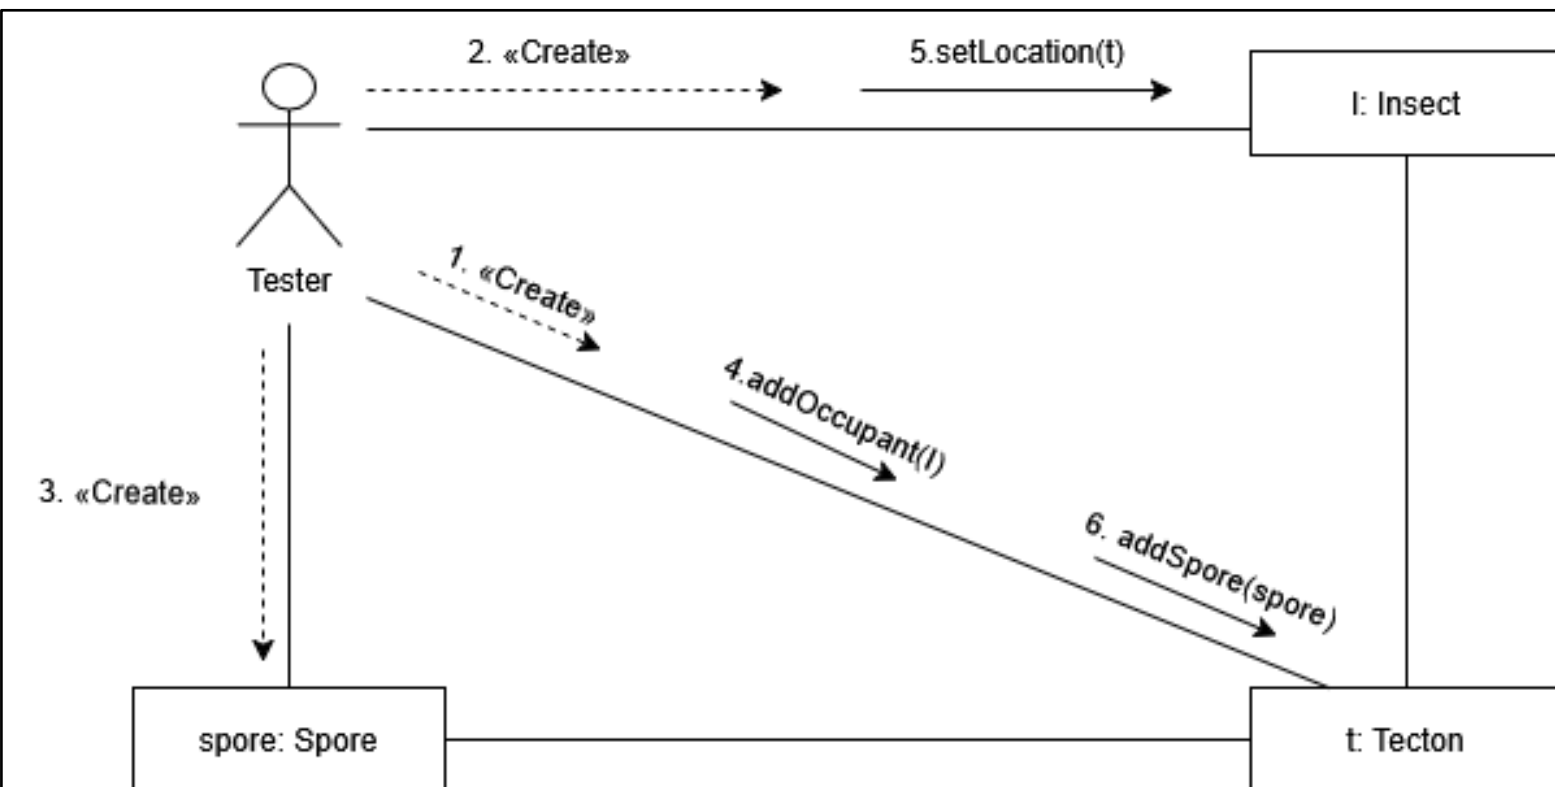 2. «Create»
5.setLocation(t)
I: Insect
Tester
1. «Create»
4.addOccupant(I)
3. «Create»
6. addSpore(spore)
spore: Spore
t: Tecton